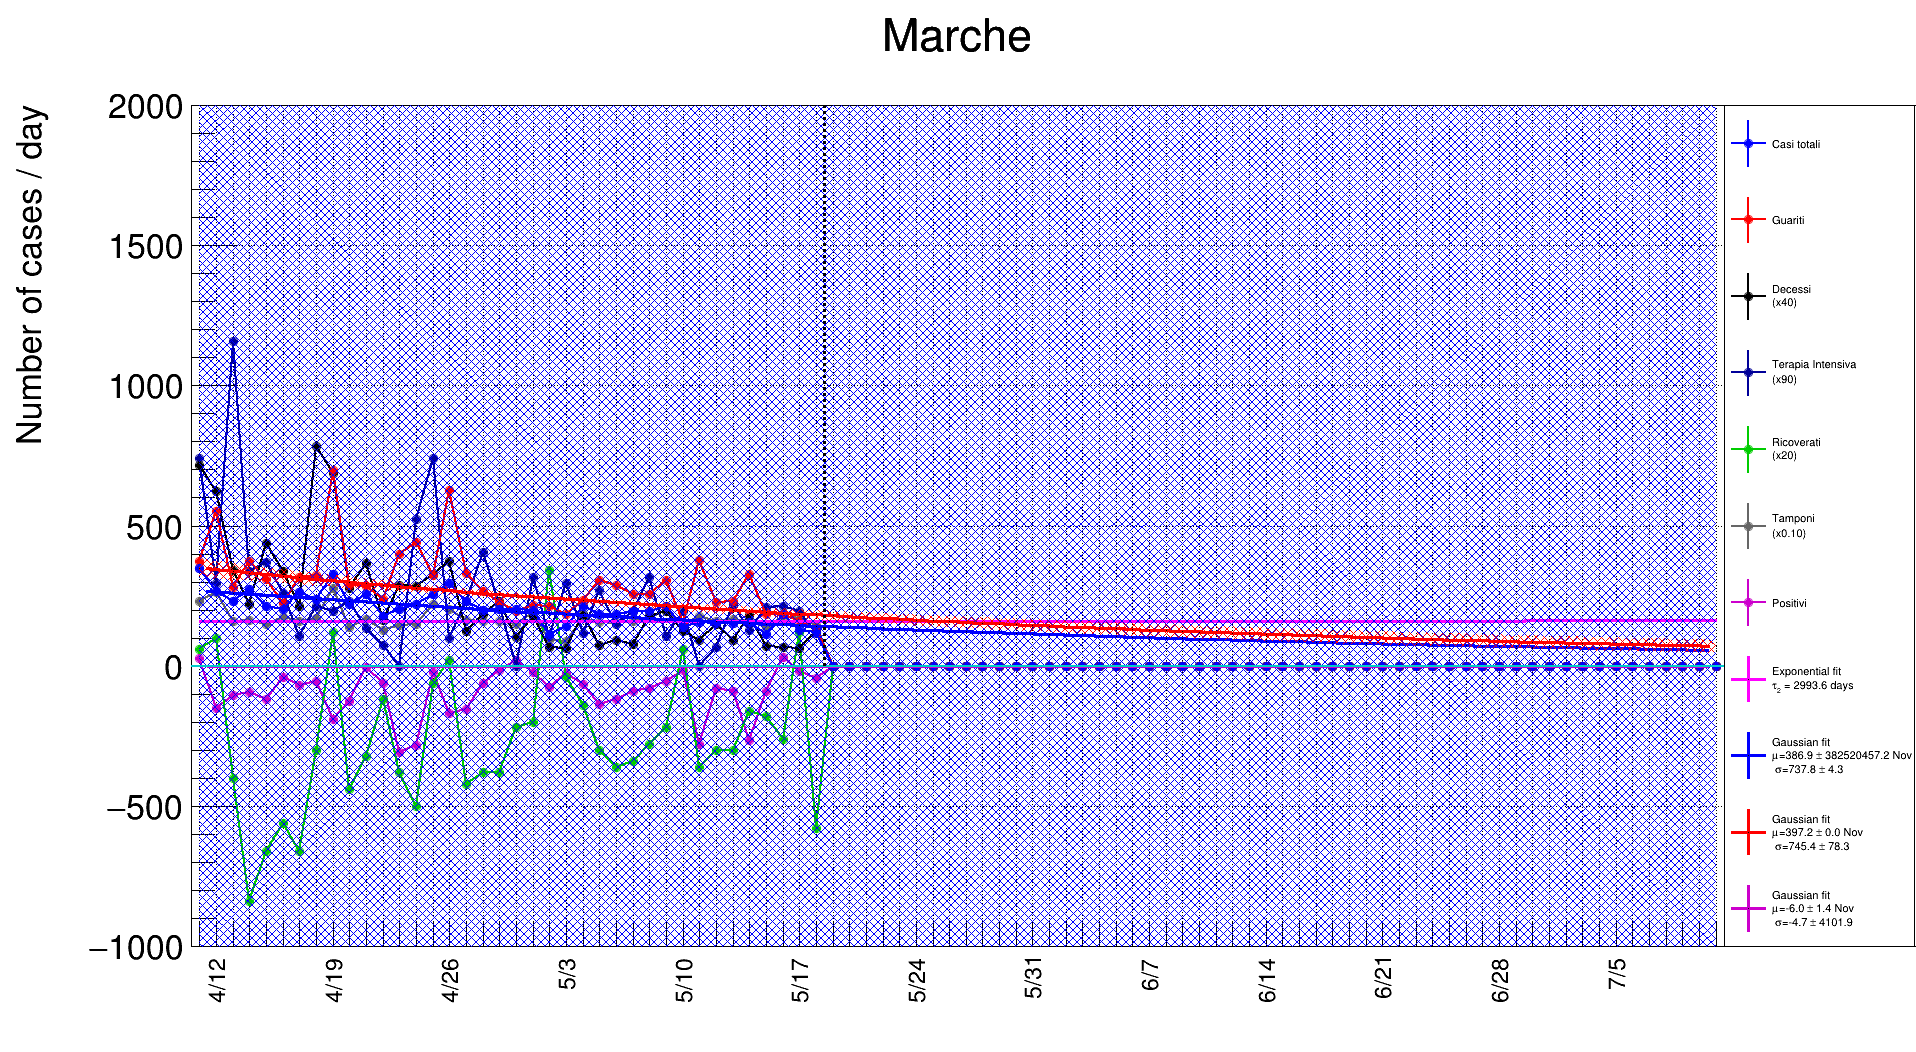 Marche
Number of cases / day
2000
1500
1000
500
0
−500
−1000
4/12
4/19
4/26
5/3
5/10
5/17
5/24
5/31
6/7
6/14
6/21
6/28
7/5
Casi totali
Guariti
Decessi
(x40)
Terapia Intensiva
(x90)
Ricoverati
(x20)
Tamponi
(x0.10)
Positivi
Exponential fit
τ₂ = 2993.6 days
Gaussian fit
μ=386.9 ± 382520457.2 Nov
σ=737.8 ± 4.3
Gaussian fit
μ=397.2 ± 0.0 Nov
σ=745.4 ± 78.3
Gaussian fit
μ=-6.0 ± 1.4 Nov
σ=-4.7 ± 4101.9